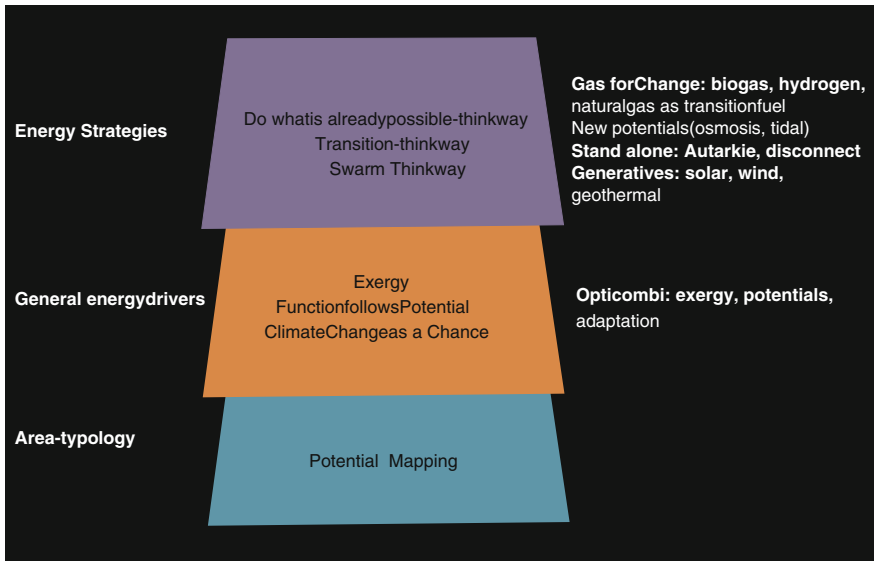 Energy Strategies
Do whatis alreadypossible-thinkway
Transition-thinkway
Swarm Thinkway
Gas forChange: biogas, hydrogen,
naturalgas as transitionfuel
New potentials(osmosis, tidal)
Stand alone: Autarkie, disconnect
Generatives: solar, wind,
geothermal
General energydrivers
Exergy
FunctionfollowsPotential
ClimateChangeas a Chance
Opticombi: exergy, potentials,
adaptation
Area-typology
Potential Mapping